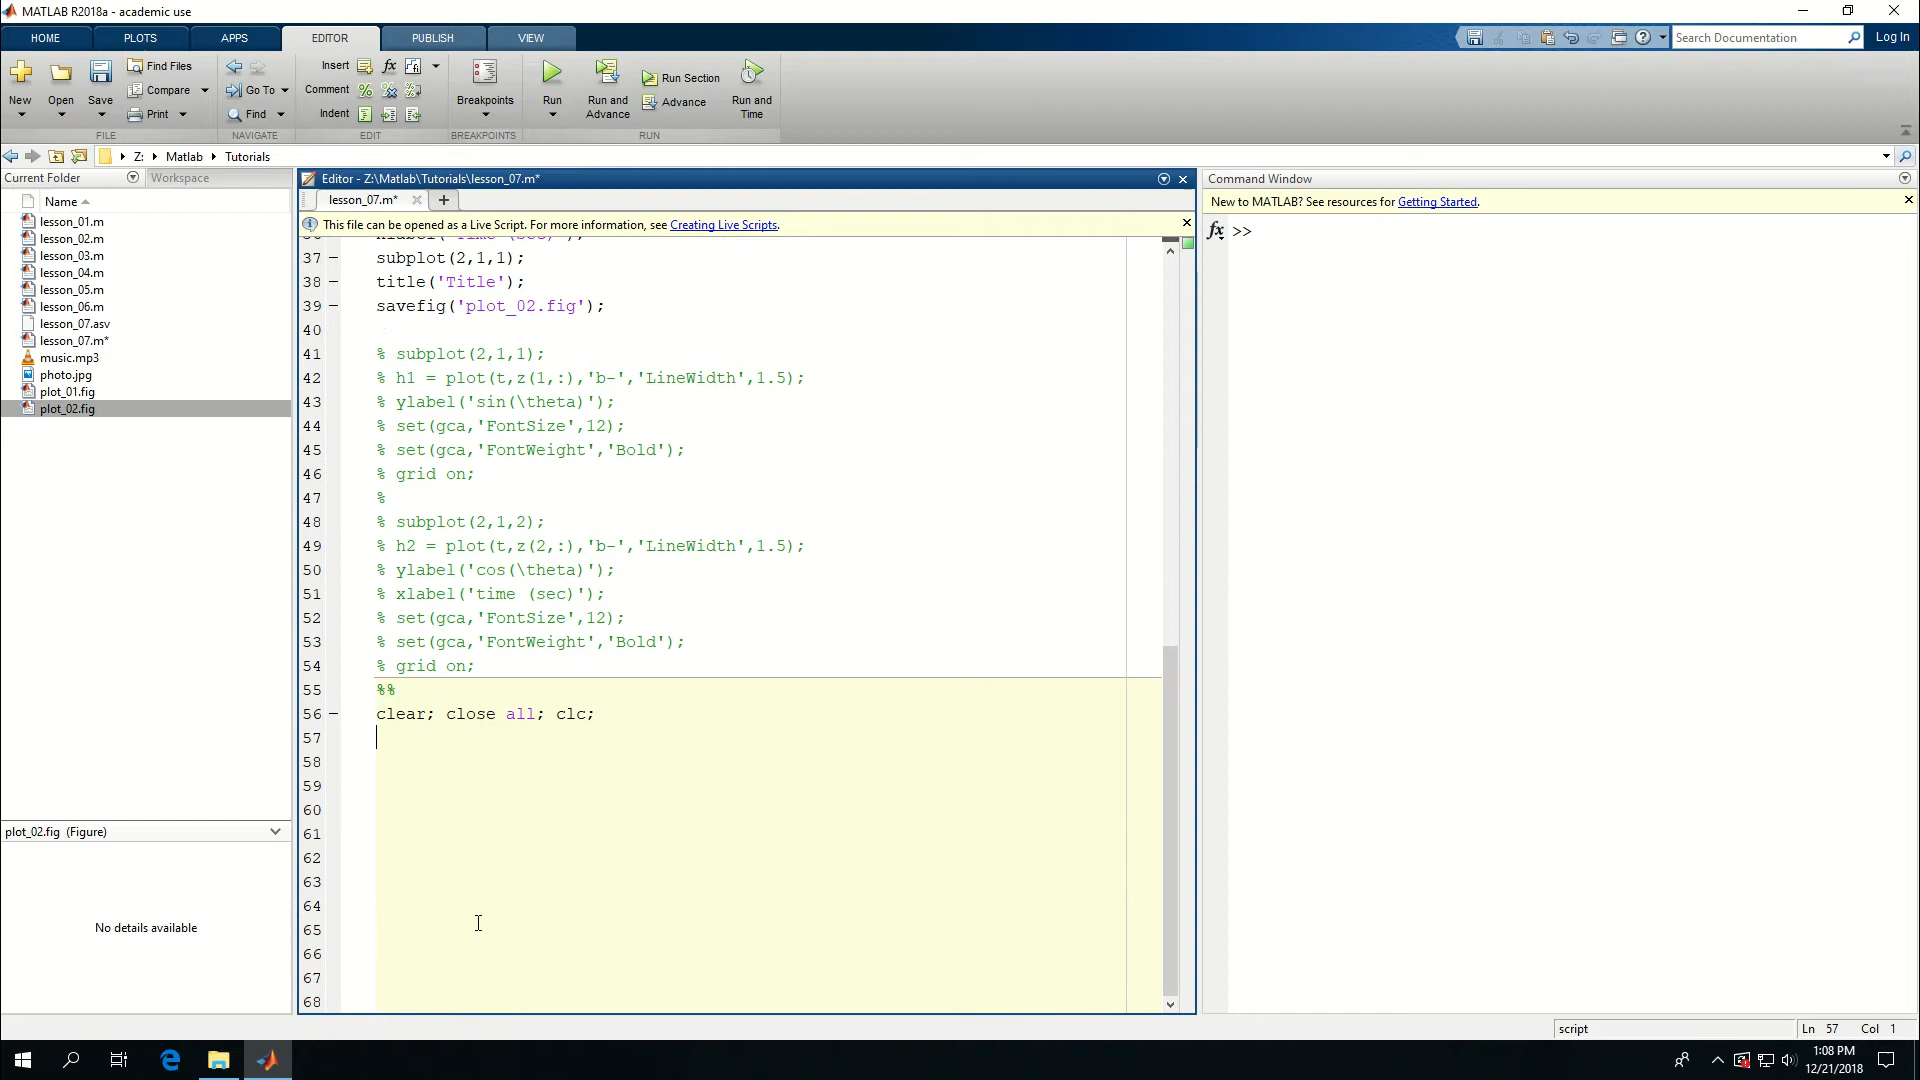 MATLAB R2018a - academic use
HOME PLOTS APPS EDITOR PUBLISH VIEW
Search Documentation Log In
New Open Save
Find Files
Compare
Print
FILE
Go To
Find
NAVIGATE
Insert
Comment
Indent
EDIT
Breakpoints
BREAKPOINTS
Run
Run and
Advance
Run Section
Advance
Run and
Time
RUN
Z: Matlab Tutorials
Current Folder Workspace
Name
lesson_01.m
lesson_02.m
lesson_03.m
lesson_04.m
lesson_05.m
lesson_06.m
lesson_07.asv
lesson_07.m*
music.mp3
photo.jpg
plot_01.fig
plot_02.fig
plot_02.fig (Figure)
No details available
Editor - Z:\Matlab\Tutorials\lesson_07.m*
lesson_07.m*
This file can be opened as a Live Script. For more information, see Creating Live Scripts.
37 – subplot(2,1,1);
38 – title('Title');
39 – savefig('plot_02.fig');
40
41 % subplot(2,1,1);
42 % h1 = plot(t,z(1,:),'b-','LineWidth',1.5);
43 % ylabel('sin(\theta)');
44 % set(gca,'FontSize',12);
45 % set(gca,'FontWeight','Bold');
46 % grid on;
47 %
48 % subplot(2,1,2);
49 % h2 = plot(t,z(2,:),'b-','LineWidth',1.5);
50 % ylabel('cos(\theta)');
51 % xlabel('time (sec)');
52 % set(gca,'FontSize',12);
53 % set(gca,'FontWeight','Bold');
54 % grid on;
55 %%
56 – clear; close all; clc;
57
58
59
60
61
62
63
64
65
66
67
68
Command Window
New to MATLAB? See resources for Getting Started.
fx >>
script Ln 57 Col 1
1:08 PM
12/21/2018